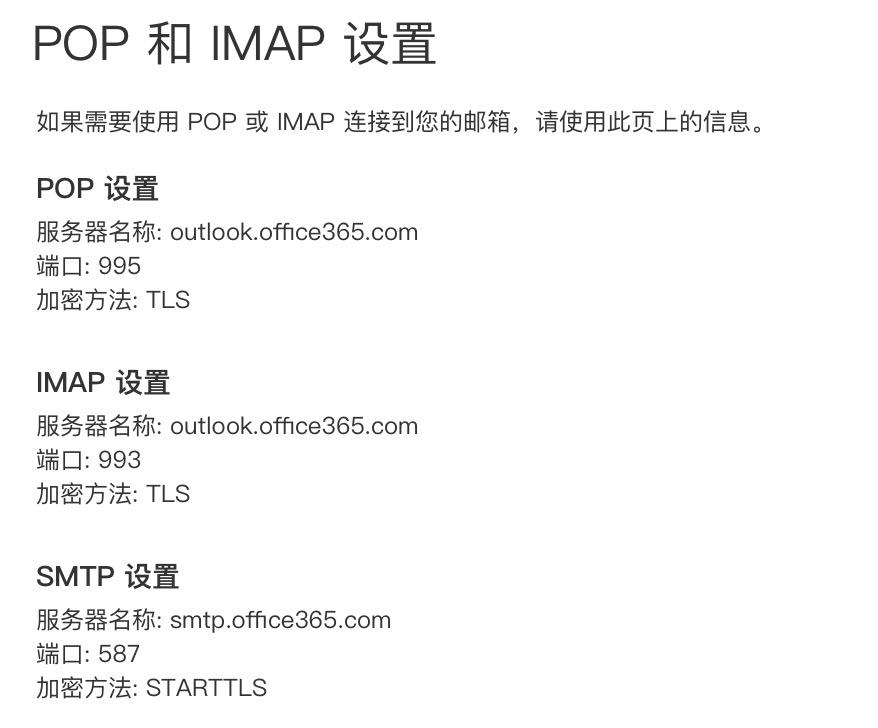 POP 和 IMAP 设置
如果需要使用 POP 或 IMAP 连接到您的邮箱，请使用此页上的信息。
POP 设置
服务器名称: outlook.office365.com
端口: 995
加密方法: TLS
IMAP 设置
服务器名称: outlook.office365.com
端口: 993
加密方法: TLS
SMTP 设置
服务器名称: smtp.office365.com
端口: 587
加密方法: STARTTLS